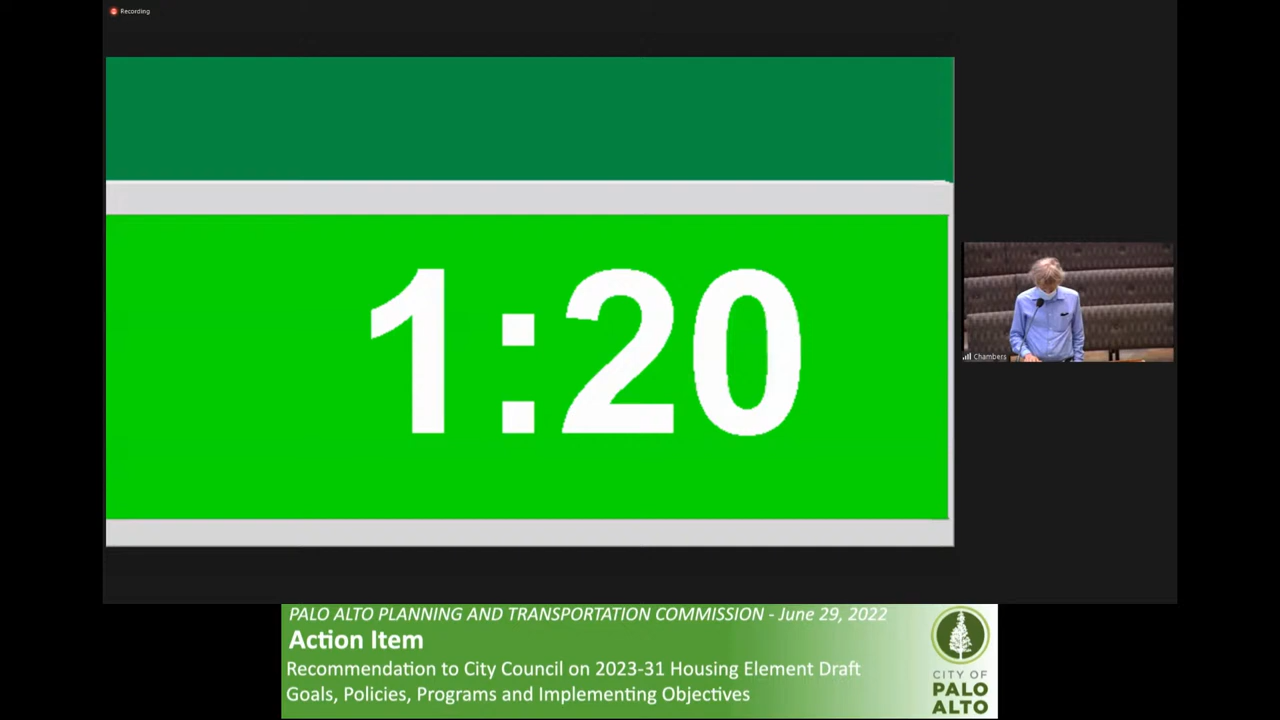 Recording
1:20
Chambers
PALO ALTO PLANNING AND TRANSPORTATION COMMISSION - June 29, 2022
Action Item
Recommendation to City Council on 2023-31 Housing Element Draft
Goals, Policies, Programs and Implementing Objectives
CITY OF
PALO
ALTO